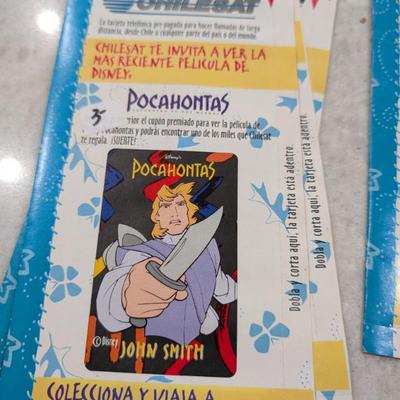 CHILESAT
La tarjeta telefónica pre-pagada para hacer llamadas de larga
distancia, desde Chile a cualquier parte del país o del mundo.
CHILESAT TE INVITA A VER LA
MAS RECIENTE PELICULA DE
DISNEY,
POCAHONTAS
35 rior el cupón premiado para ver la película de
Pocahontas y podrás encontrar uno de los miles que Chilesat
te regala. ¡SUERTE!
Disney's
POCAHONTAS
© Disney
JOHN SMITH
COLECCIONA Y VIAJA A
Dobla y corta aquí, la tarjeta está adentro.
Dobla y corta aquí, la tarjeta está adentro.